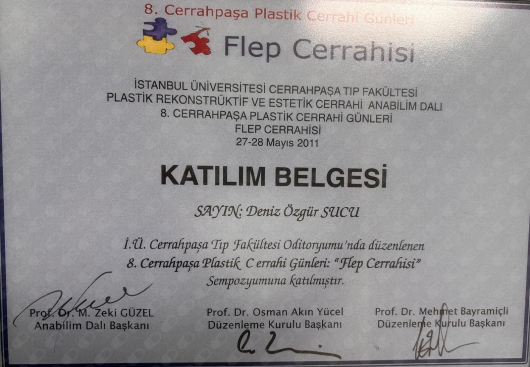 8. Cerrahpaşa Plastik Cerrahi Günleri
Flep Cerrahisi
İSTANBUL ÜNİVERSİTESİ CERRAHPAŞA TIP FAKÜLTESİ
PLASTİK REKONSTRÜKTİF VE ESTETİK CERRAHİ ANABİLİM DALI
8. CERRAHPAŞA PLASTİK CERRAHİ GÜNLERİ
FLEP CERRAHİSİ
27-28 Mayıs 2011
KATILIM BELGESİ
SAYIN: Deniz Özgür SUCU
İ.Ü. Cerrahpaşa Tıp Fakültesi Oditoryumu'nda düzenlenen
8. Cerrahpaşa Plastik C errahi Günleri: "Flep Cerrahisi"
Sempozyumuna katılmıştır.
Prof. Dr. M. Zeki GÜZEL Prof. Dr. Osman Akın Yücel Prof. Dr. Mehmet Bayramiçli
Anabilim Dalı Başkanı Düzenleme Kurulu Başkanı Düzenleme Kurulu Başkanı